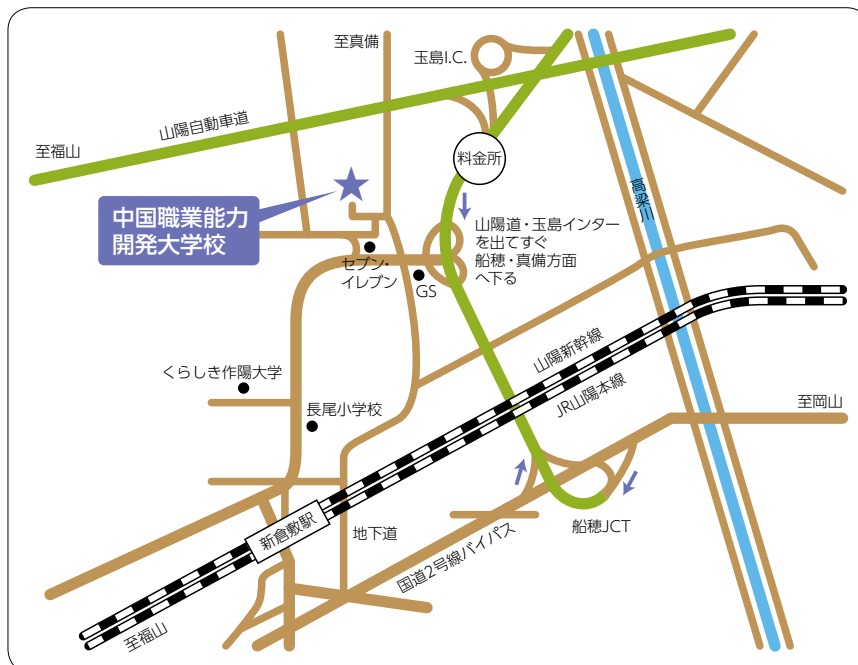 至真備
玉島I.C.
山陽自動車道
至福山
料金所
高梁川
中国職業能力
開発大学校
山陽道・玉島インター
を出てすぐ
船穂・真備方面
へ下る
セブン・
イレブン
GS
山陽新幹線
くらしき作陽大学
JR山陽本線
至岡山
長尾小学校
新倉敷駅
地下道
船穂JCT
国道2号線バイパス
至福山